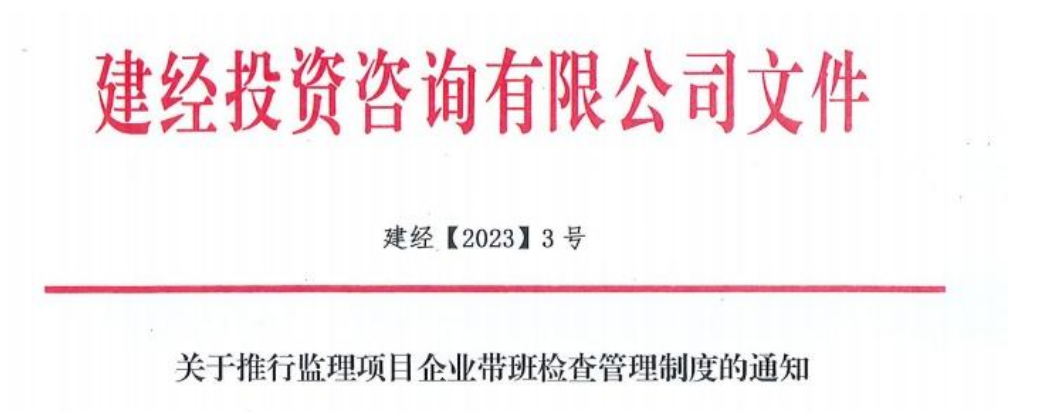 建经投资咨询有限公司文件
建经【2023】3号
关于推行监理项目企业带班检查管理制度的通知